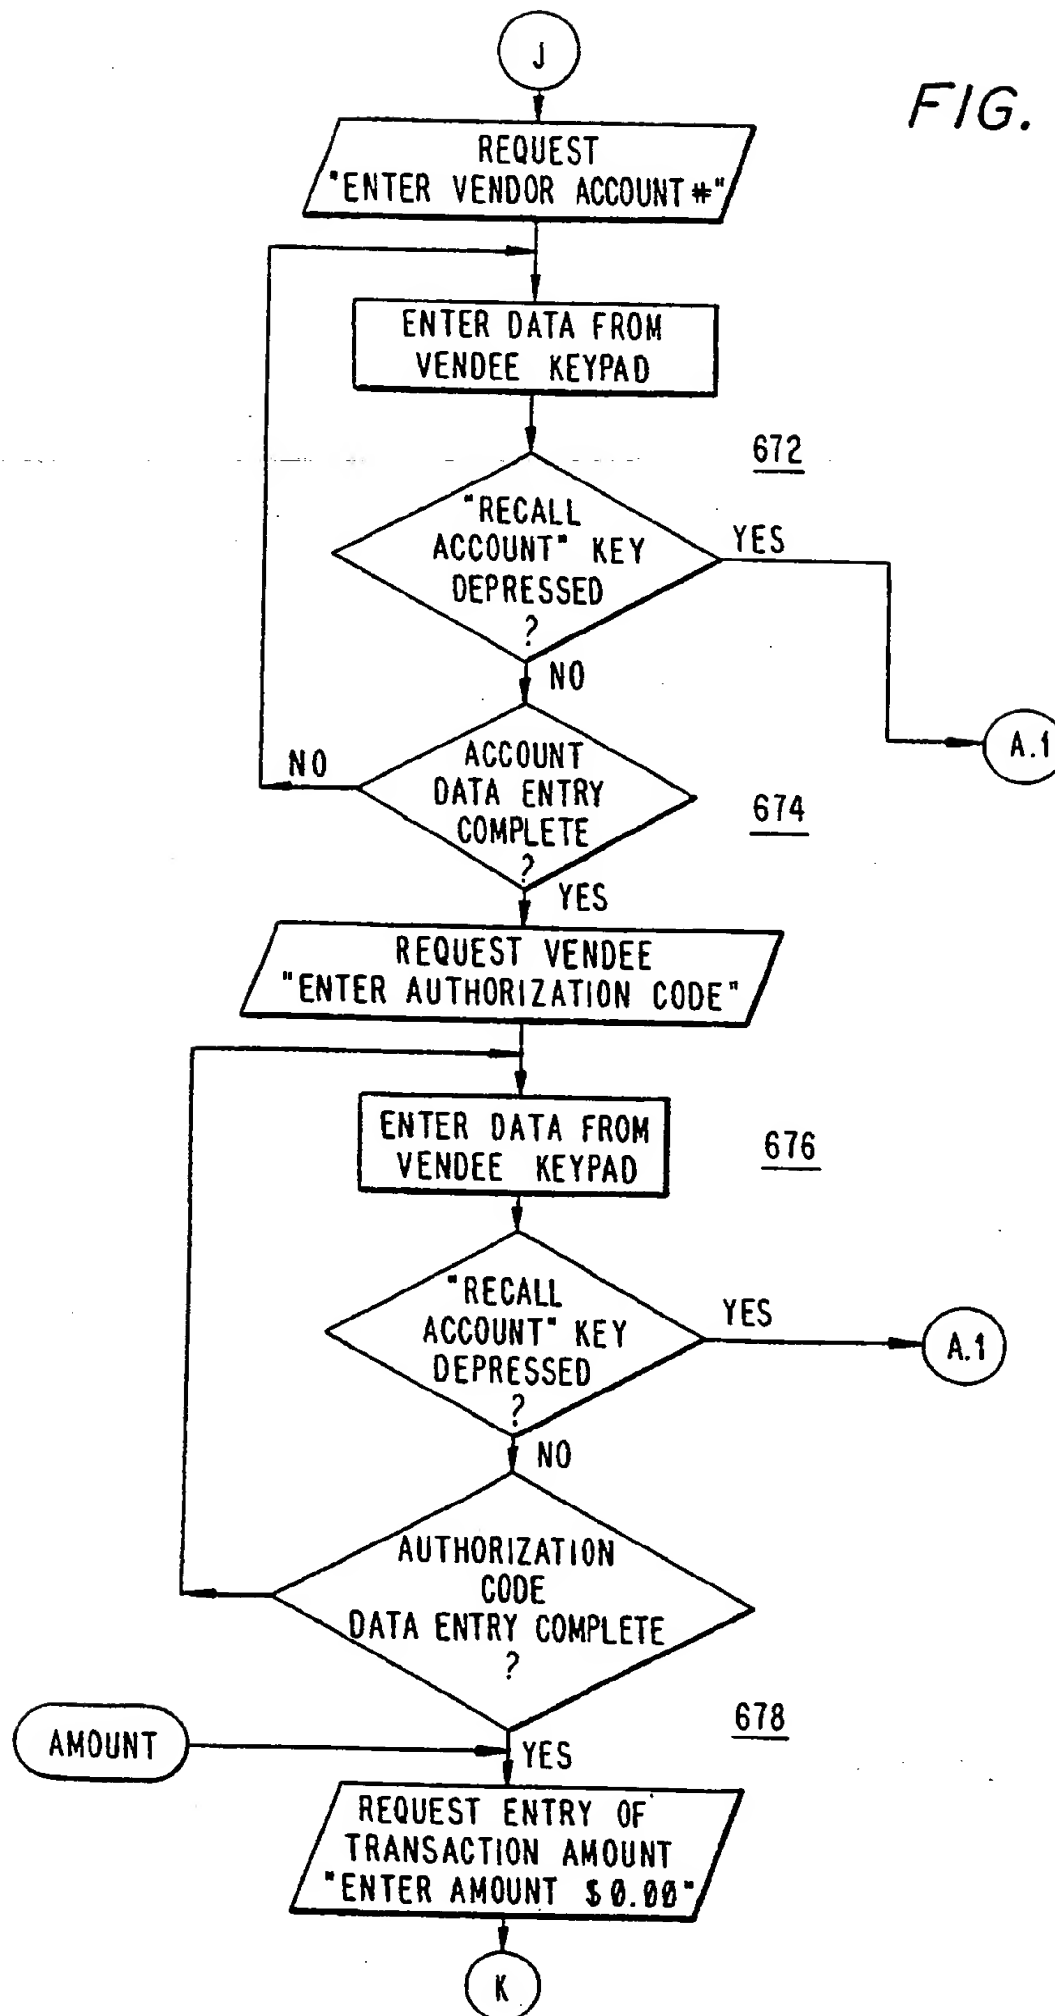 J
FIG.
REQUEST
"ENTER VENDOR ACCOUNT #"
ENTER DATA FROM
VENDEE KEYPAD
672
"RECALL
ACCOUNT" KEY
DEPRESSED
?
YES
NO
A.1
ACCOUNT
DATA ENTRY
COMPLETE
?
NO
674
YES
REQUEST VENDEE
"ENTER AUTHORIZATION CODE"
ENTER DATA FROM
VENDEE KEYPAD
676
"RECALL
ACCOUNT" KEY
DEPRESSED
?
YES
A.1
NO
AUTHORIZATION
CODE
DATA ENTRY COMPLETE
?
678
AMOUNT
YES
REQUEST ENTRY OF
TRANSACTION AMOUNT
"ENTER AMOUNT $0.00"
K